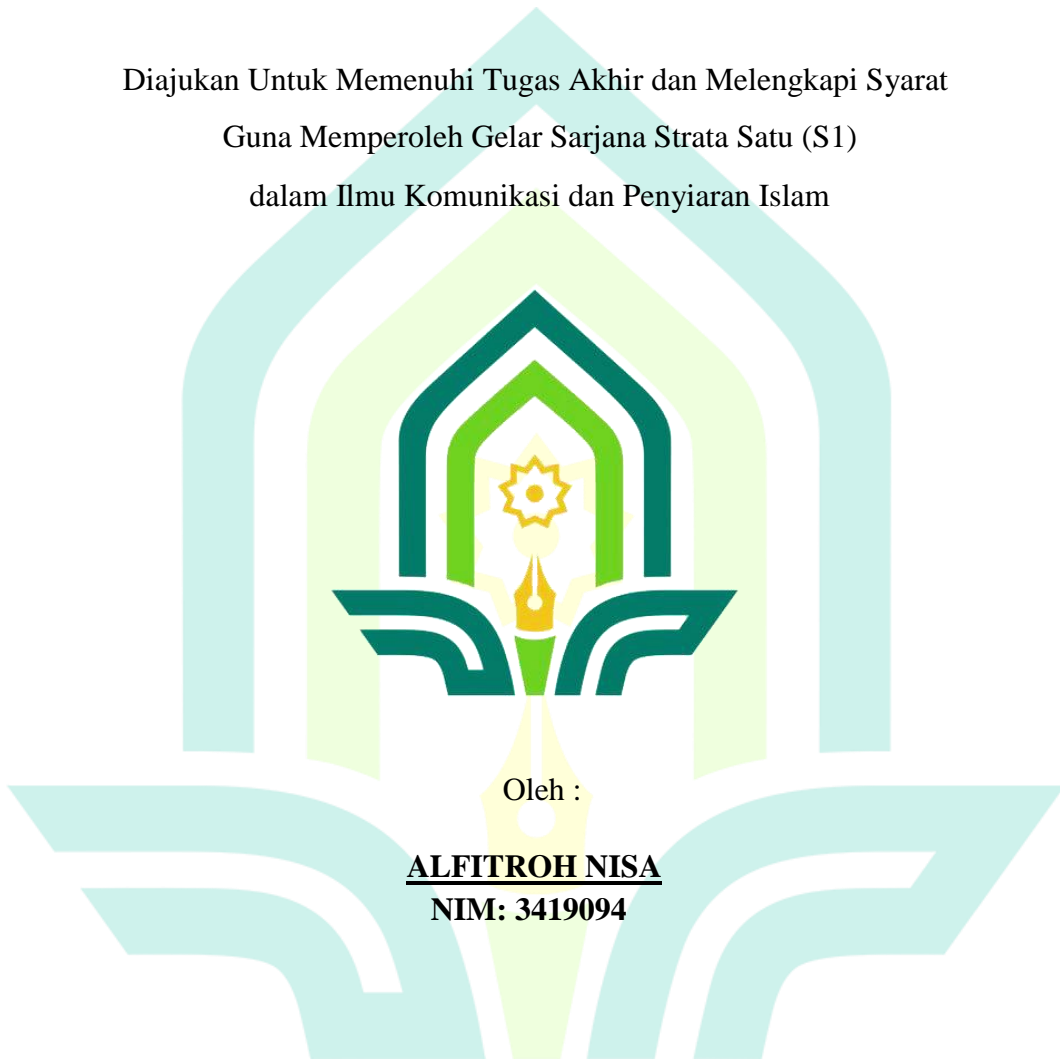 Diajukan Untuk Memenuhi Tugas Akhir dan Melengkapi Syarat
Guna Memperoleh Gelar Sarjana Strata Satu (S1)
dalam Ilmu Komunikasi dan Penyiaran Islam
Oleh :
ALFITROH NISA
NIM: 3419094